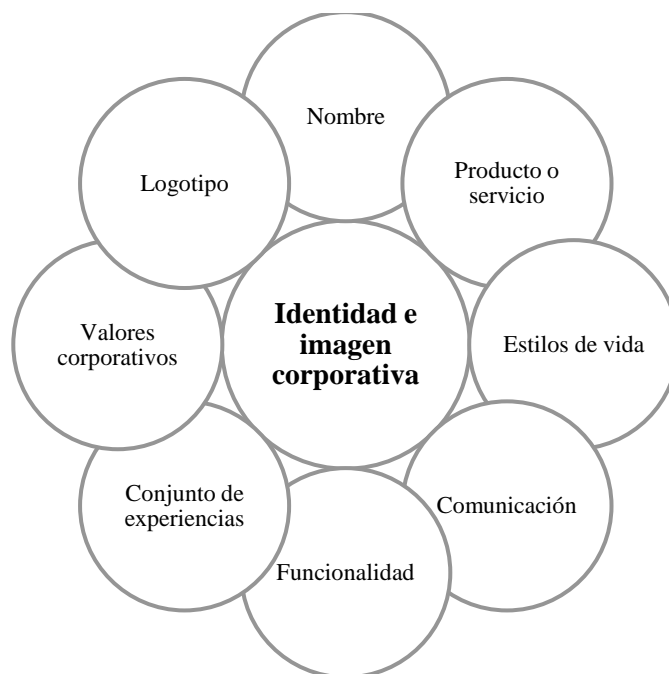 Nombre
Producto o
servicio
Estilos de vida
Comunicación
Funcionalidad
Conjunto de
experiencias
Valores
corporativos
Logotipo
Identidad e
imagen
corporativa